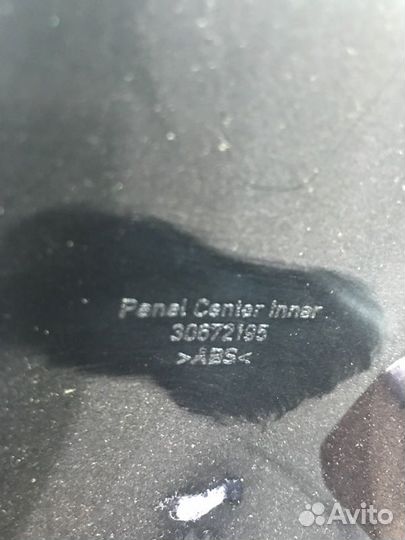 Panel Center Inner
30672195
>ABS<
Avito